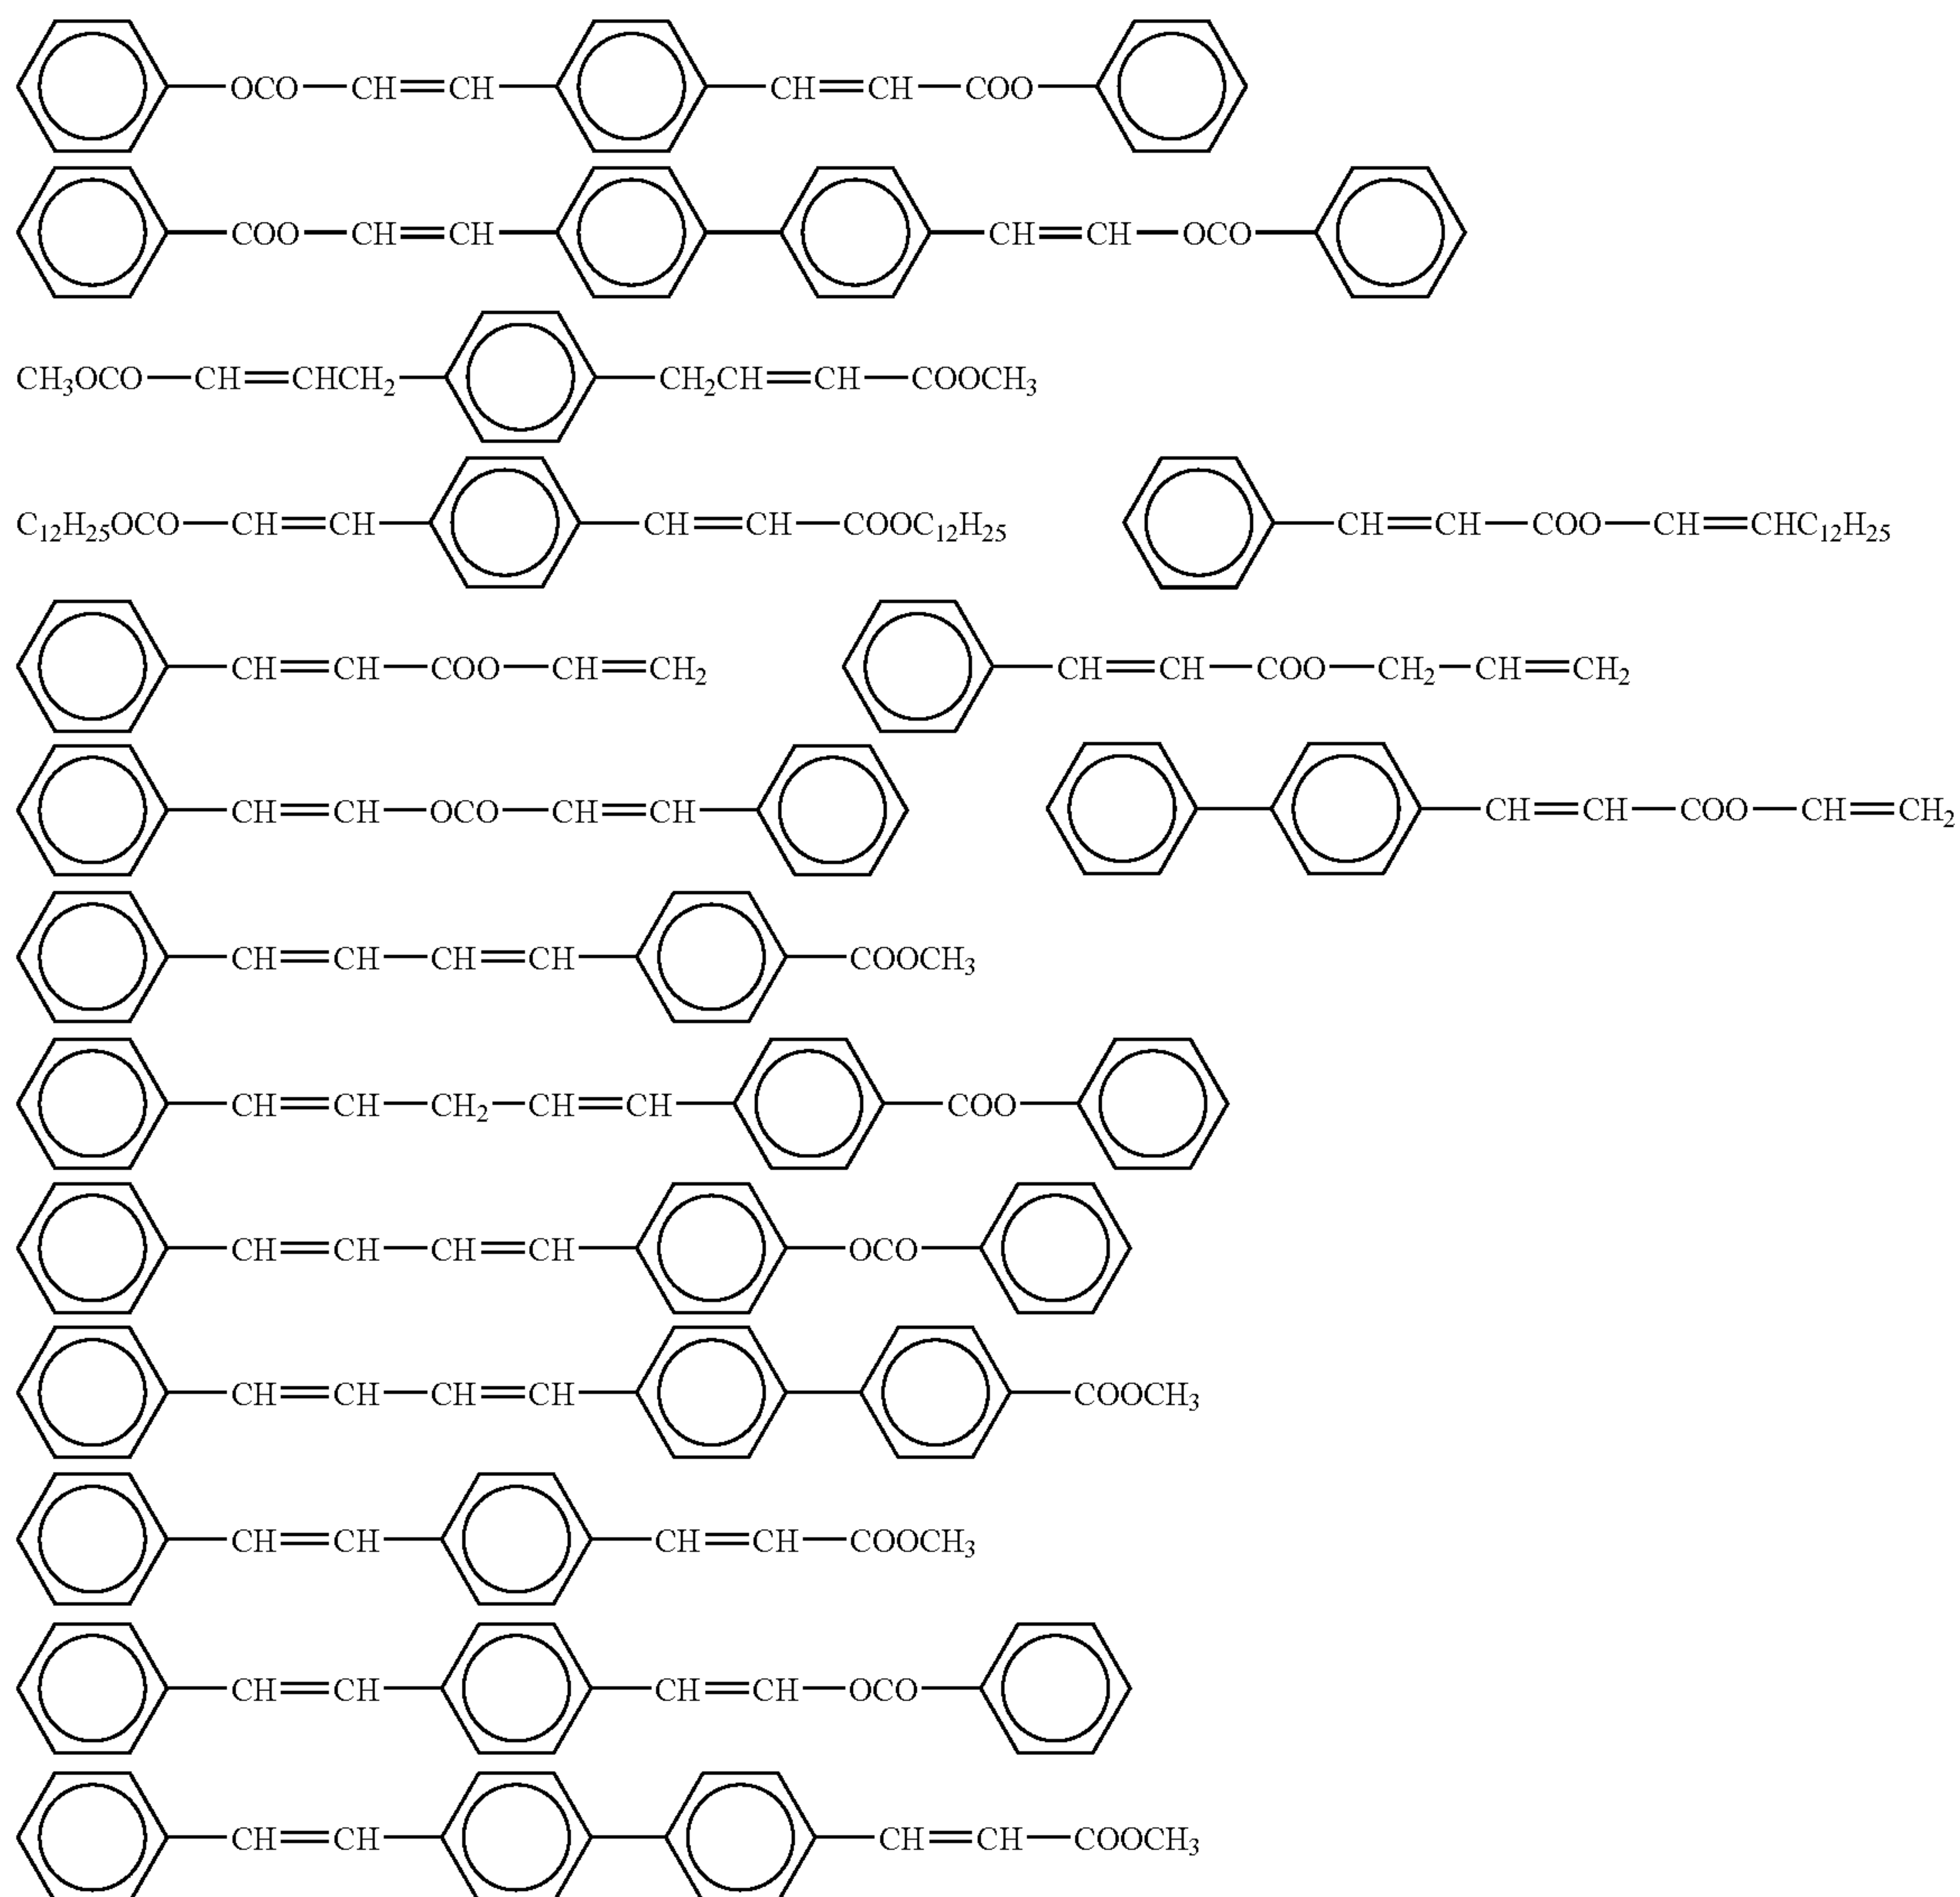 OCO CH CH CH CH COO
COO CH CH CH CH OCO
CH₃OCO CH CHCH₂ CH₂CH CH COOCH₃
C₁₂H₂₅OCO CH CH CH CH COOC₁₂H₂₅ CH CH COO CH CHC₁₂H₂₅
CH CH COO CH CH₂ CH CH COO CH₂ CH CH₂
CH CH OCO CH CH CH CH COO CH CH₂
CH CH CH CH COOCH₃
CH CH CH₂ CH CH COO
CH CH CH CH OCO
CH CH CH CH COOCH₃
CH CH CH CH COOCH₃
CH CH CH CH OCO
CH CH CH CH COOCH₃